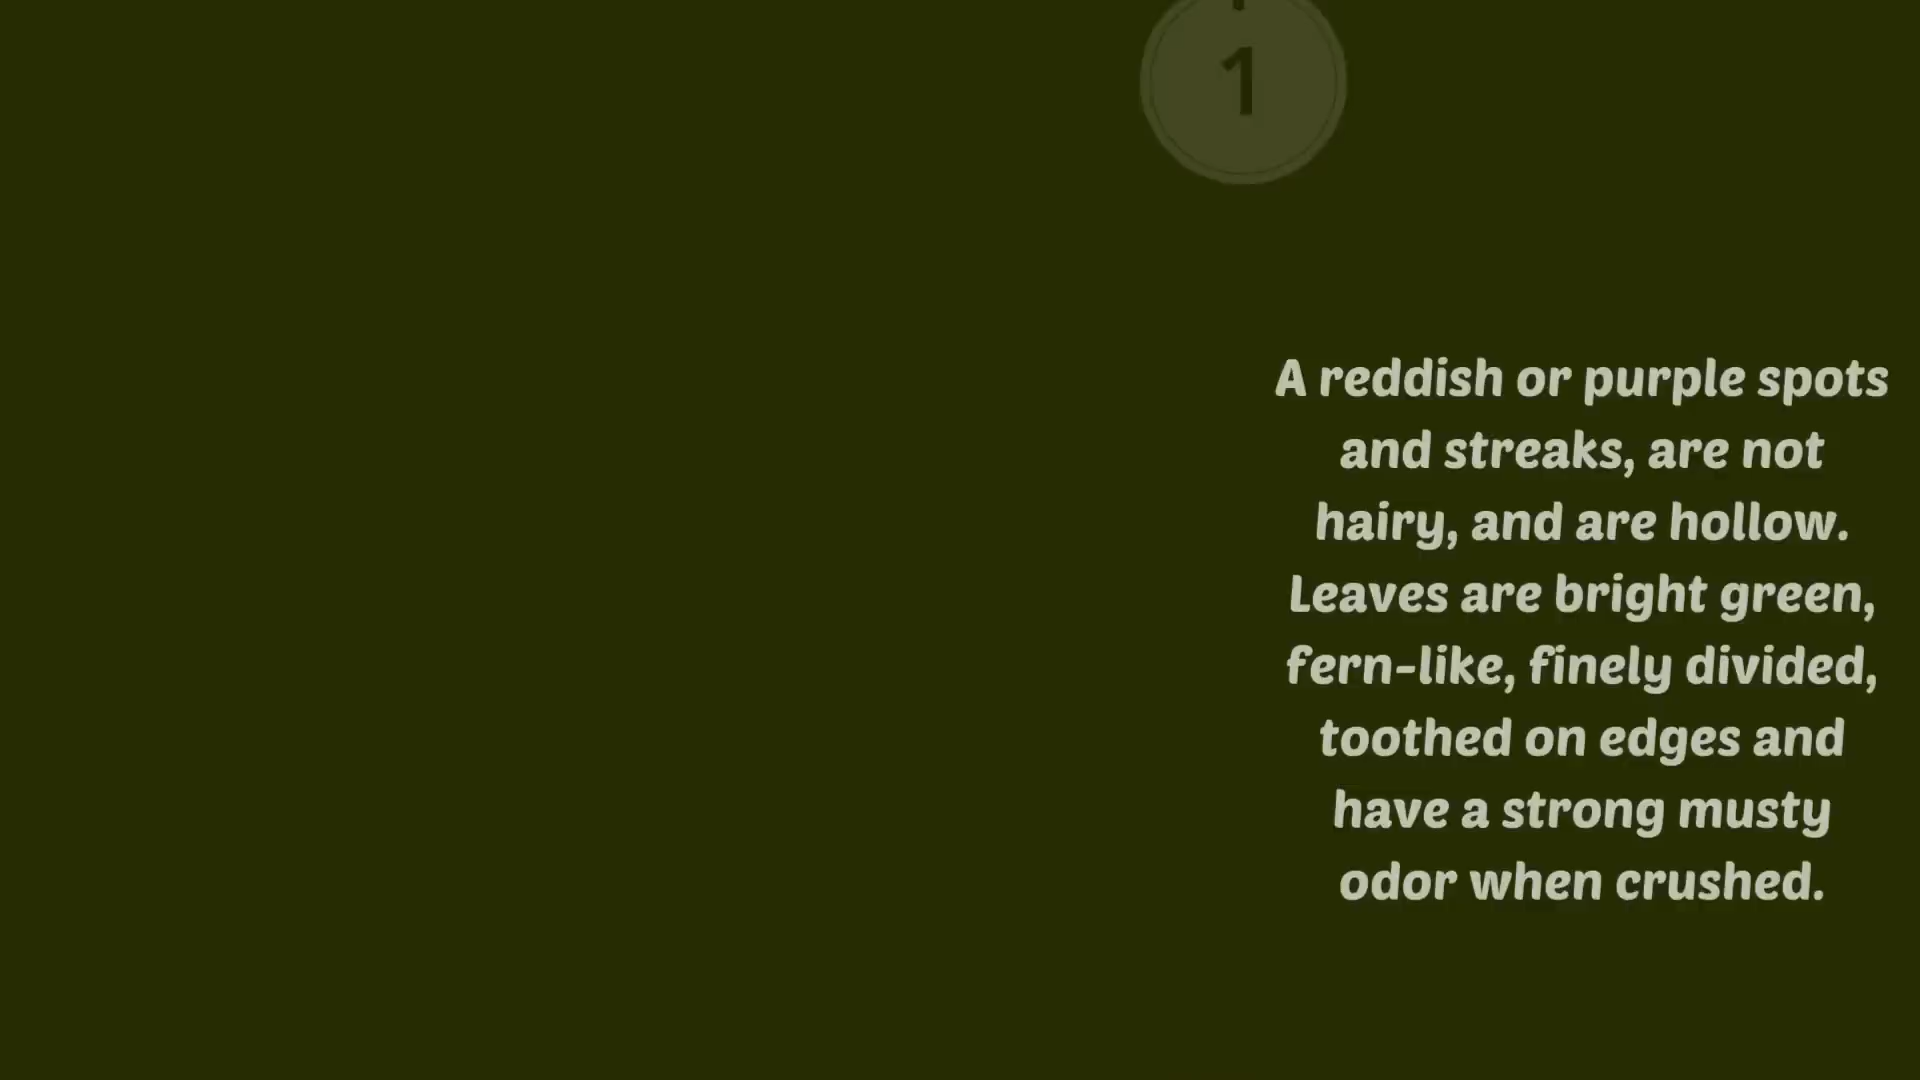 1
A reddish or purple spots
and streaks, are not
hairy, and are hollow.
Leaves are bright green,
fern-like, finely divided,
toothed on edges and
have a strong musty
odor when crushed.